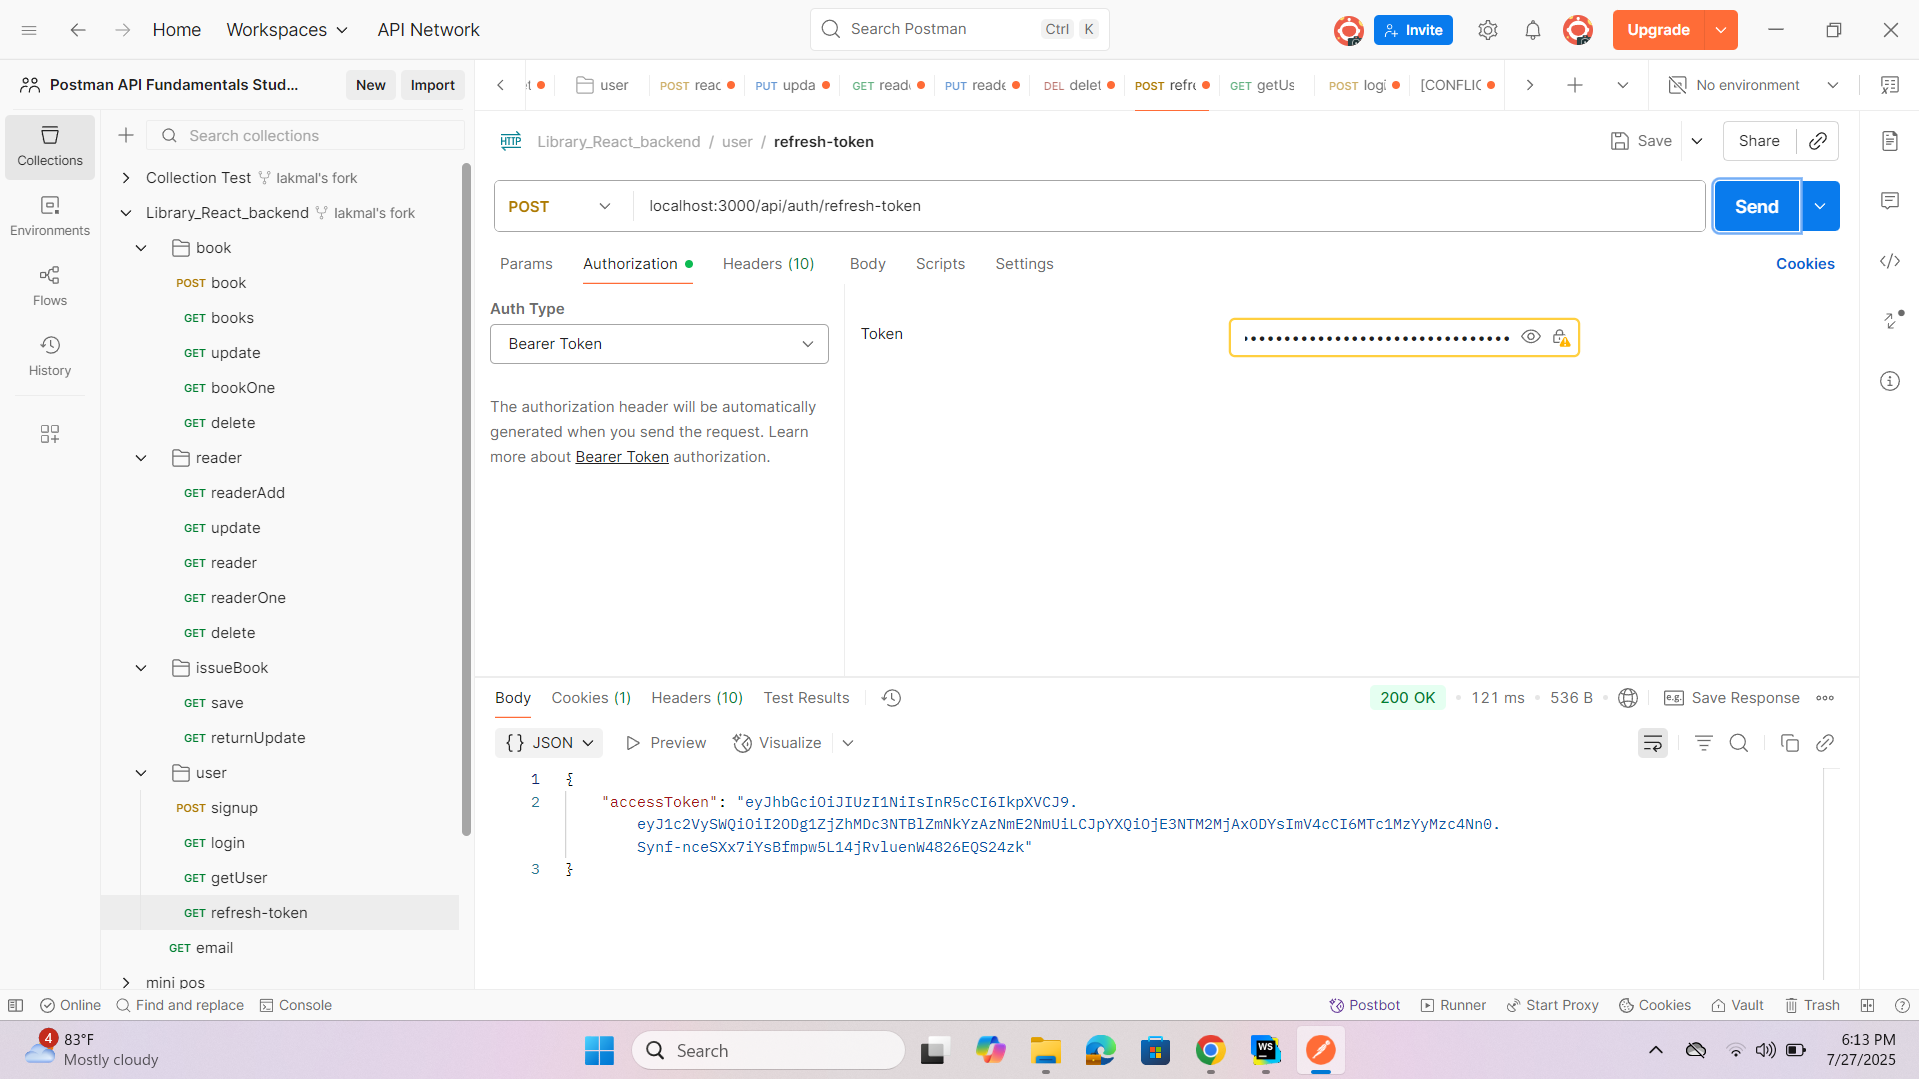 Home
Workspaces
API Network
Search Postman
Ctrl K
Invite
Upgrade
Postman API Fundamentals Stud...
New
Import
user
POST reac
PUT upda
GET reade
PUT reade
DEL delet
POST refre
GET getUs
POST logi
[CONFLIC
No environment
Collections
Environments
Flows
History
Search collections
Collection Test lakmal's fork
Library_React_backend lakmal's fork
book
POST book
GET books
GET update
GET bookOne
GET delete
reader
GET readerAdd
GET update
GET reader
GET readerOne
GET delete
issueBook
GET save
GET returnUpdate
user
POST signup
GET login
GET getUser
GET refresh-token
GET email
mini pos
HTTP Library_React_backend / user / refresh-token
Save
Share
POST
localhost:3000/api/auth/refresh-token
Send
Params
Authorization
Headers (10)
Body
Scripts
Settings
Cookies
Auth Type
Bearer Token
The authorization header will be automatically
generated when you send the request. Learn
more about Bearer Token authorization.
Token
Body
Cookies (1)
Headers (10)
Test Results
200 OK
121 ms
536 B
e.g. Save Response
{} JSON
Preview
Visualize
1 {
2 "accessToken": "eyJhbGciOiJIUzI1NiIsInR5cCI6IkpXVCJ9.
eyJ1c2VySWQiOiI2ODg1ZjZhMDc3NTBlZmNkYzAzNmE2NmUiLCJpYXQiOjE3NTM2MjAxODYsImV4cCI6MTc1MzYyMzc4Nn0.
Synf-nceSXx7iYsBfmpw5L14jRvluenW4826EQS24zk"
3 }
Online
Find and replace
Console
Postbot
Runner
Start Proxy
Cookies
Vault
Trash
4
83°F
Mostly cloudy
Search
WS
6:13 PM
7/27/2025